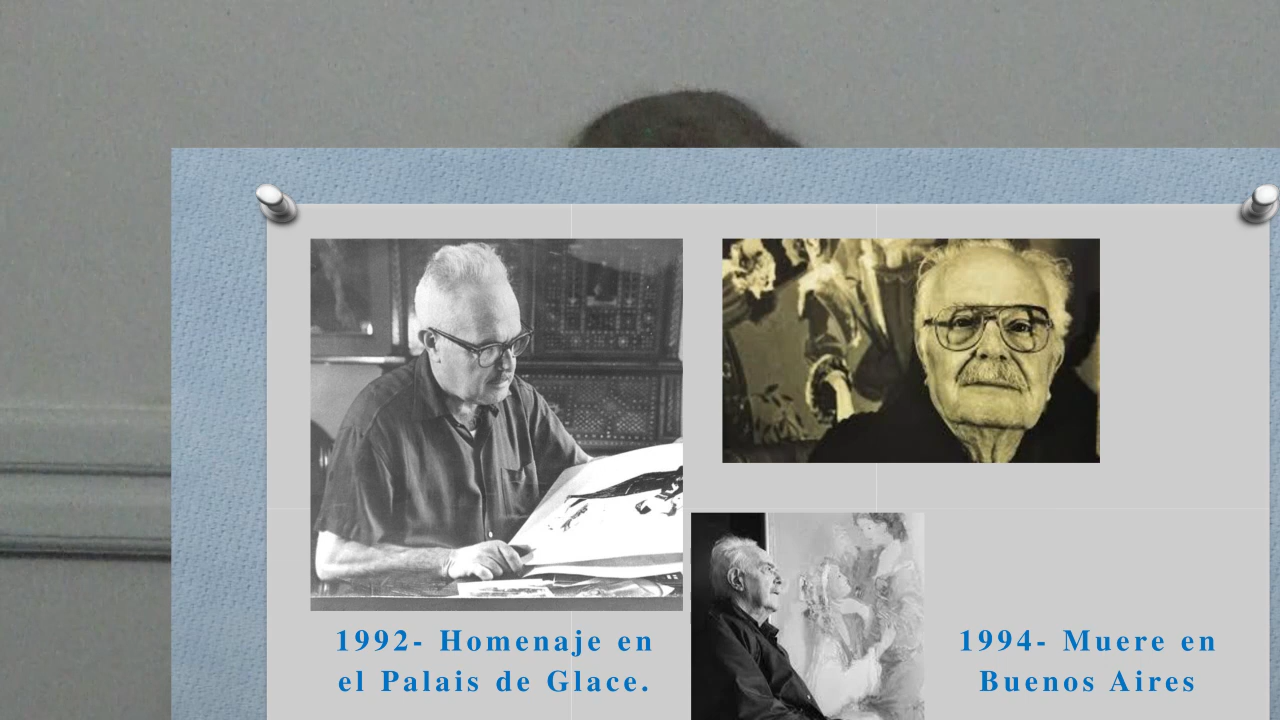 1992- Homenaje en
el Palais de Glace.
1994- Muere en
Buenos Aires